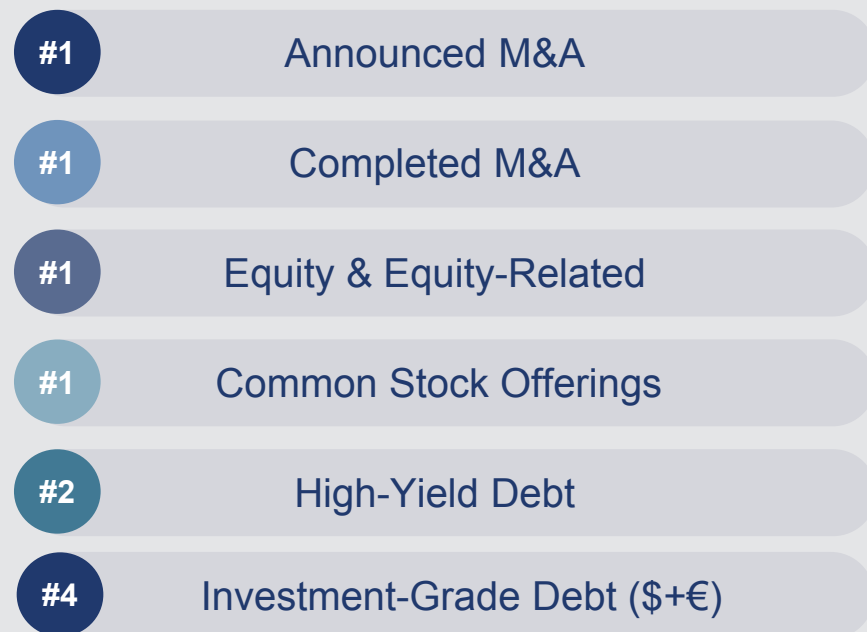 #1 Announced M&A
#1 Completed M&A
#1 Equity & Equity-Related
#1 Common Stock Offerings
#2 High-Yield Debt
#4 Investment-Grade Debt ($+€)